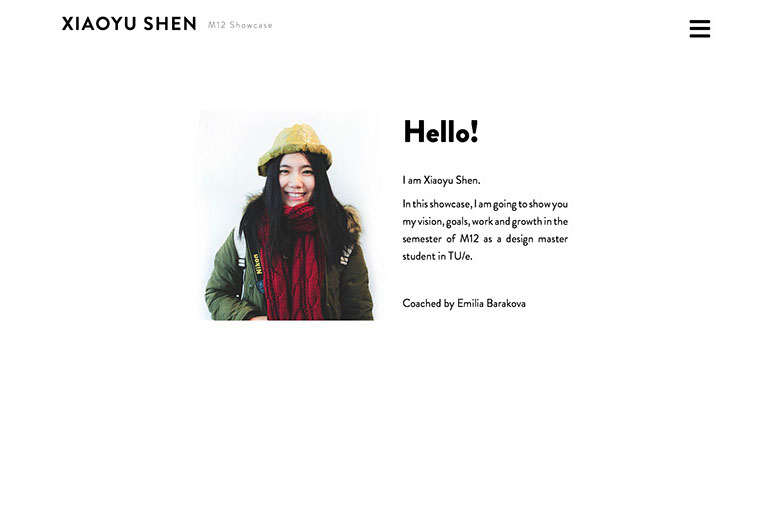 XIAOYU SHEN M12 Showcase
Hello!
I am Xiaoyu Shen.
In this showcase, I am going to show you
my vision, goals, work and growth in the
semester of M12 as a design master
student in TU/e.
Nikon
Coached by Emilia Barakova